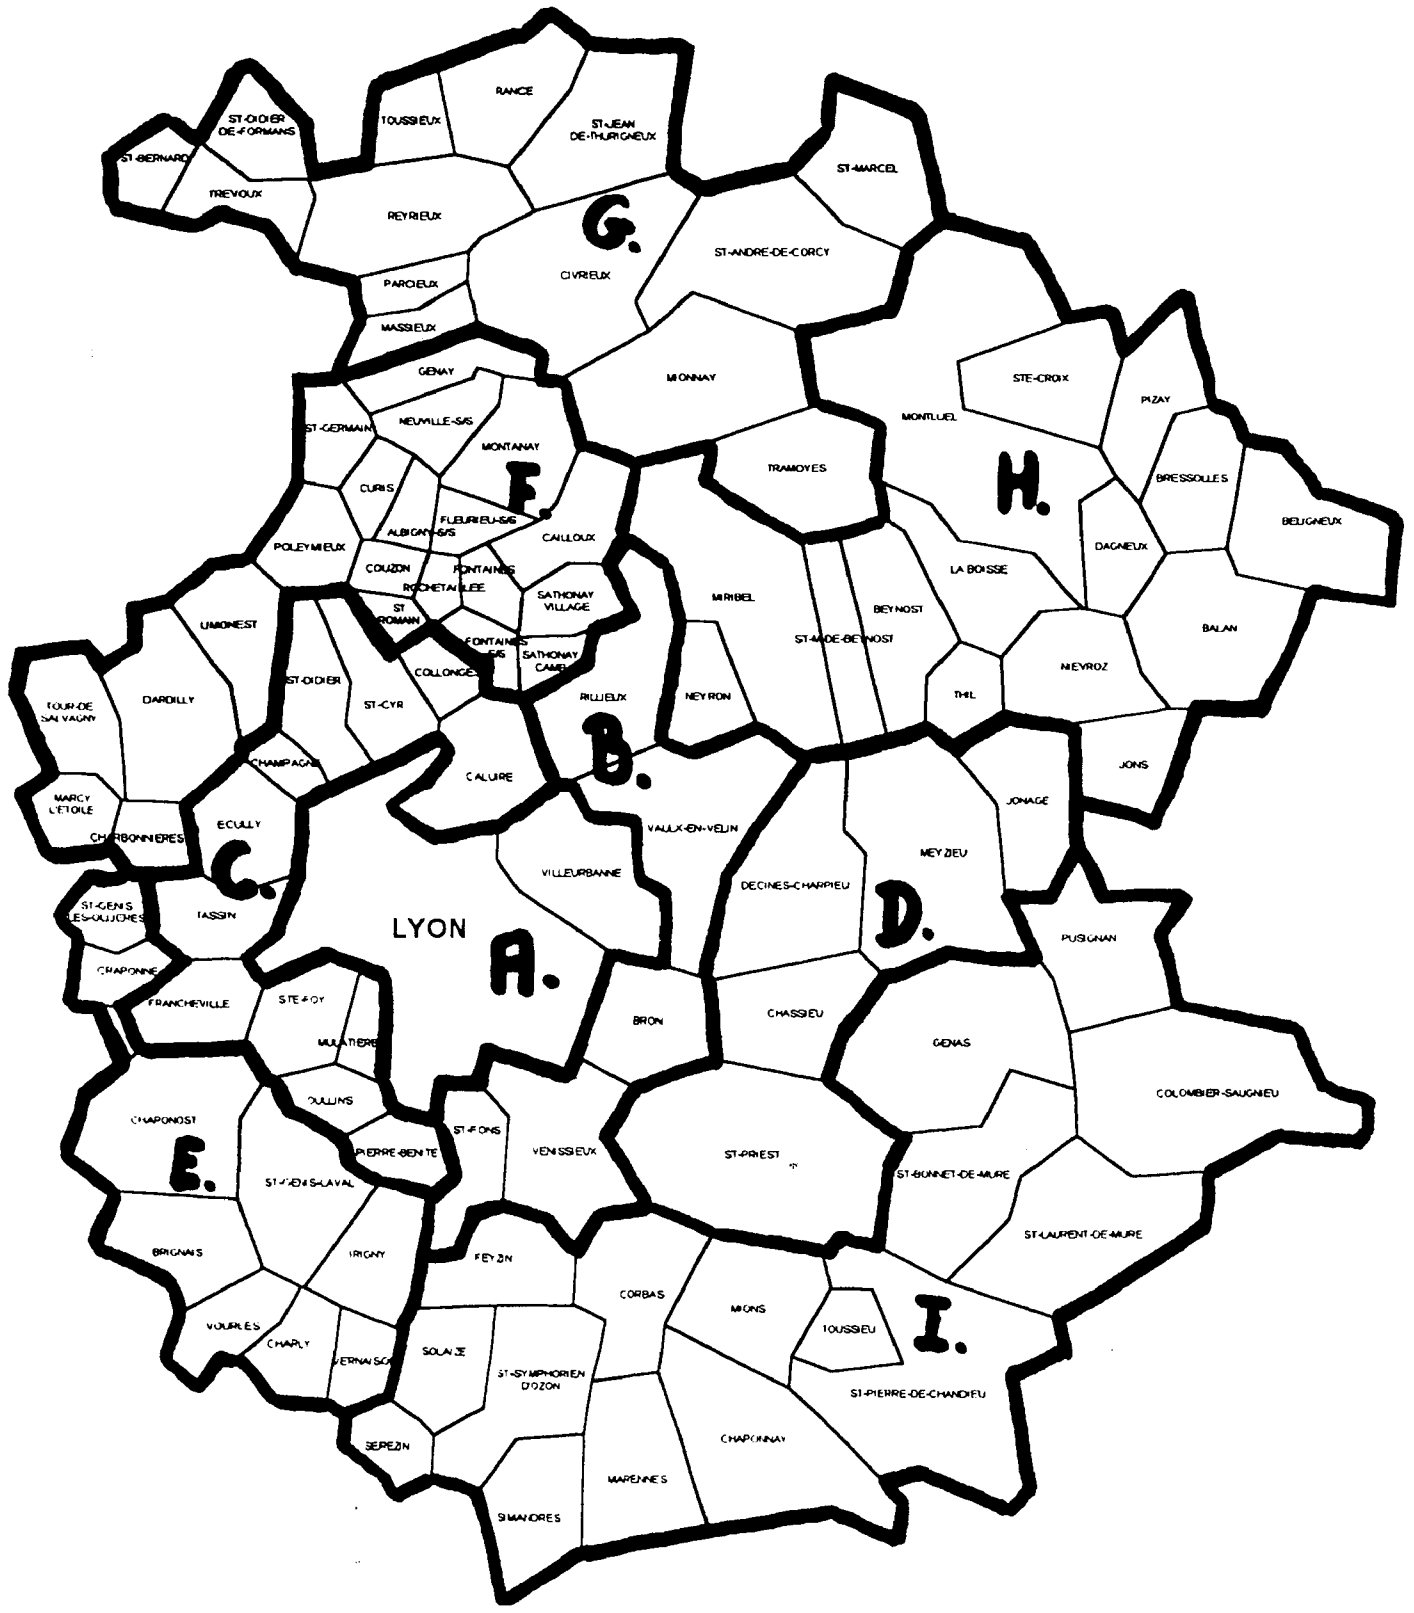 RANCE
ST-DIDIER
DE-FORMANS
TOUSSIEUX
ST-JEAN
DE-THURIGNEUX
ST-BERNARD
ST-MARCEL
TREVOUX
REYRIEUX
G.
ST-ANDRE-DE-CORCY
CIVRIEUX
PARCIEUX
MASSIEUX
GENAY
MIONNAY
STE-CROIX
PIZAY
MONTLUEL
ST-GERMAIN
NEUVILLE-S/S
MONTANAY
TRAMOYES
H.
BRESSOLLES
CURIS
F.
FLEURIEU-S/S
BELIGNEUX
ALBIGNY-S/S
CAILLOUX
POLEYMIEUX
DAGNEUX
COUZON
FONTAINES
LA BOISSE
ROCHETAILLEE
SATHONAY
VILLAGE
MIRIBEL
BEYNOST
ST
ROMAIN
LIMONEST
BALAN
ST-M-DE-BEYNOST
FONTAINES
S/S
SATHONAY
CAMP
NIEVROZ
COLLONGES
ST-DIDIER
RILLIEUX
NEYRON
THIL
DARDILLY
ST-CYR
TOUR-DE
SALVAGNY
B.
CHAMPAGNE
JONS
CALUIRE
MARCY
L'ETOILE
JONAGE
ECULLY
VAULX-EN-VELIN
CHARBONNIERES
MEYZIEU
VILLEURBANNE
C.
DECINES-CHARPIEU
ST-GENIS
LES-OLLIERES
TASSIN
D.
LYON
PUSIGNAN
A.
CRAPONNE
FRANCHEVILLE
STE-FOY
CHASSIEU
BRON
MULATIERE
GENAS
COLOMBIER-SAUGNIEU
OULLINS
CHAPONOST
ST-FONS
PIERRE-BENITE
VENISSIEUX
ST-PRIEST
E.
ST-BONNET-DE-MURE
ST-GENIS-LAVAL
ST-LAURENT-DE-MURE
BRIGNAIS
IRIGNY
FEYZIN
CORBAS
MIONS
I.
VOURLES
TOUSSIEU
CHARLY
SOLAIZE
VERNAISON
ST-SYMPHORIEN
D'OZON
ST-PIERRE-DE-CHANDIEU
CHAPONNAY
SEREZIN
MARENNES
SIMANDRES